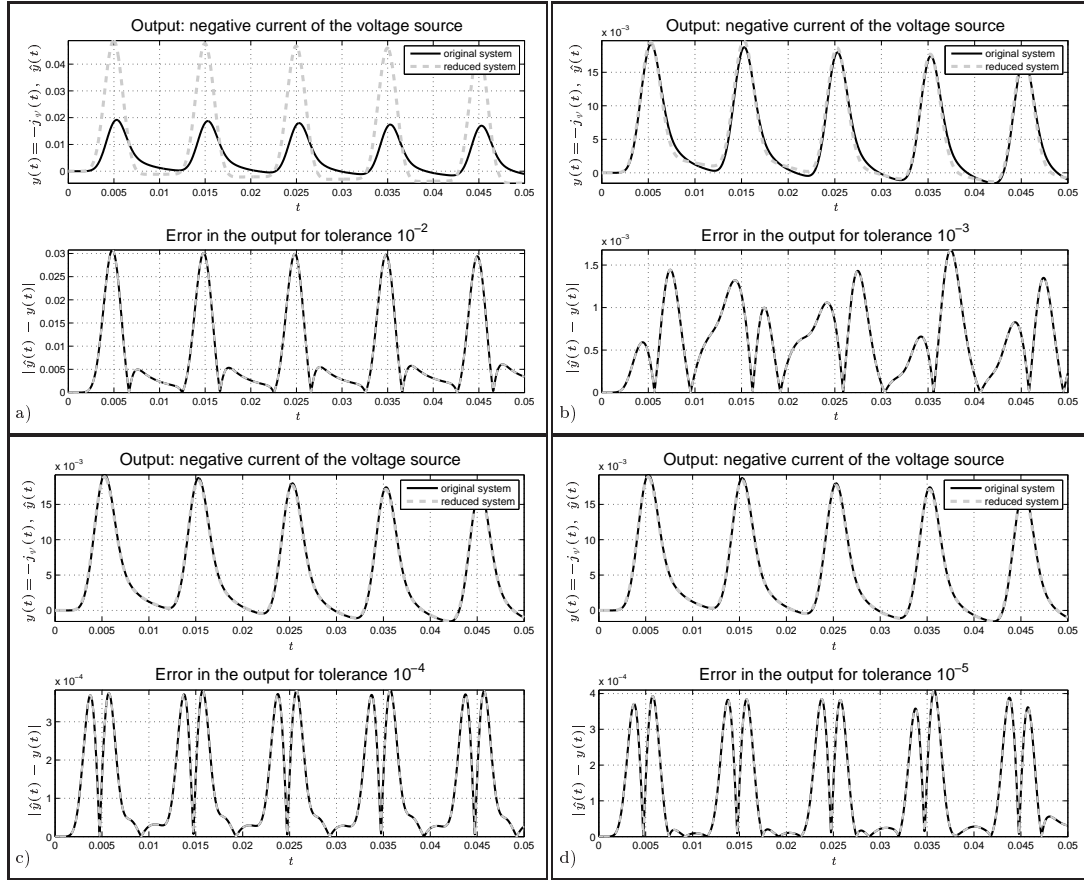 Output: negative current of the voltage source
y(t) = −j_v(t), ŷ(t)
0.04
0.03
0.02
0.01
0
original system
reduced system
0 0.005 0.01 0.015 0.02 0.025 0.03 0.035 0.04 0.045 0.05
t
Error in the output for tolerance 10⁻²
|ŷ(t) − y(t)|
0.03
0.025
0.02
0.015
0.01
0.005
0
0 0.005 0.01 0.015 0.02 0.025 0.03 0.035 0.04 0.045 0.05
t
a)
Output: negative current of the voltage source
x 10⁻³
y(t) = −j_v(t), ŷ(t)
15
10
5
0
original system
reduced system
0 0.005 0.01 0.015 0.02 0.025 0.03 0.035 0.04 0.045 0.05
t
Error in the output for tolerance 10⁻³
x 10⁻³
|ŷ(t) − y(t)|
1.5
1
0.5
0
0 0.005 0.01 0.015 0.02 0.025 0.03 0.035 0.04 0.045 0.05
t
b)
Output: negative current of the voltage source
x 10⁻³
y(t) = −j_v(t), ŷ(t)
15
10
5
0
original system
reduced system
0 0.005 0.01 0.015 0.02 0.025 0.03 0.035 0.04 0.045 0.05
t
Error in the output for tolerance 10⁻⁴
x 10⁻⁴
|ŷ(t) − y(t)|
3
2
1
0
0 0.005 0.01 0.015 0.02 0.025 0.03 0.035 0.04 0.045 0.05
t
c)
Output: negative current of the voltage source
x 10⁻³
y(t) = −j_v(t), ŷ(t)
15
10
5
0
original system
reduced system
0 0.005 0.01 0.015 0.02 0.025 0.03 0.035 0.04 0.045 0.05
t
Error in the output for tolerance 10⁻⁵
x 10⁻⁴
|ŷ(t) − y(t)|
4
3
2
1
0
0 0.005 0.01 0.015 0.02 0.025 0.03 0.035 0.04 0.045 0.05
t
d)